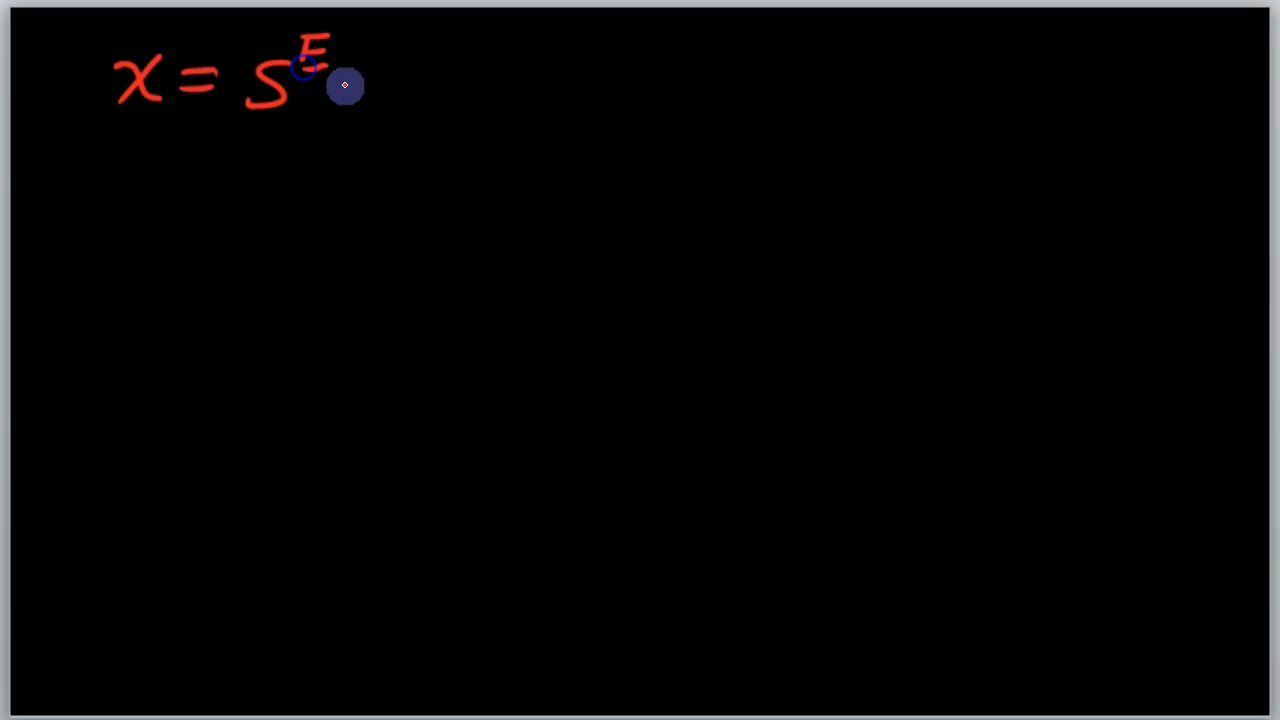 x = S^E